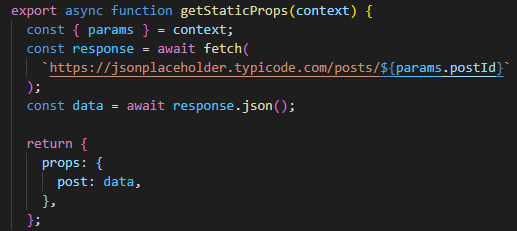 export async function getStaticProps(context) {
  const { params } = context;
  const response = await fetch(
    `https://jsonplaceholder.typicode.com/posts/${params.postId}`
  );
  const data = await response.json();

  return {
    props: {
      post: data,
    },
  };